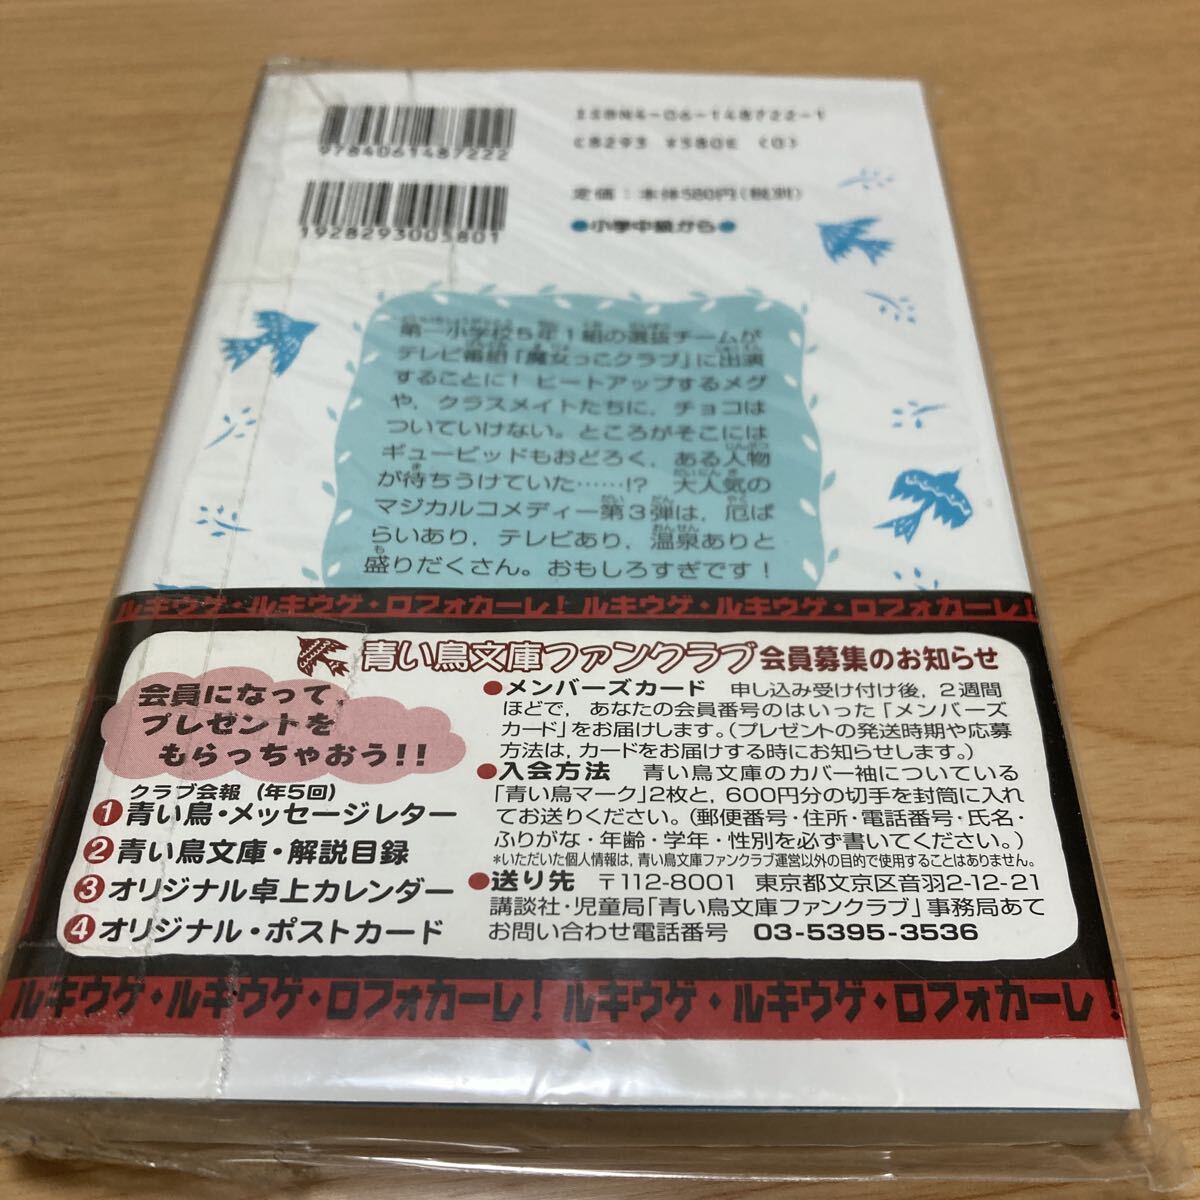 9784061487222
ISBN4-06-148722-1
C8293 ¥580E (0)
1928293005801
定価：本体580円(税別)
●小学中級から●
第一小学校5年1組の選抜チームが
テレビ番組「魔女っこクラブ」に出演
することに！ ヒートアップするメグ
や，クラスメイトたちに，チョコは
ついていけない。ところがそこには
ギュービッドもおどろく，ある人物
が待ちうけていた……!? 大人気の
マジカルコメディー第3弾は，厄ば
らいあり，テレビあり，温泉ありと
盛りだくさん。おもしろすぎです！
ルキウゲ・ルキウゲ・ロフォカーレ！ルキウゲ・ルキウゲ・ロフォカーレ！
青い鳥文庫ファンクラブ会員募集のお知らせ
会員になって，
プレゼントを
もらっちゃおう！！
クラブ会報（年5回）
❶青い鳥・メッセージレター
❷青い鳥文庫・解説目録
❸オリジナル卓上カレンダー
❹オリジナル・ポストカード
●メンバーズカード 申し込み受け付け後，2週間
ほどで，あなたの会員番号のはいった「メンバーズ
カード」をお届けします。（プレゼントの発送時期や応募
方法は，カードをお届けする時にお知らせします。）
●入会方法 青い鳥文庫のカバー袖についている
「青い鳥マーク」2枚と，600円分の切手を封筒に入れ
てお送りください。（郵便番号・住所・電話番号・氏名・
ふりがな・年齢・学年・性別を必ず書いてください。）
*いただいた個人情報は，青い鳥文庫ファンクラブ運営以外の目的で使用することはありません。
●送り先 〒112-8001 東京都文京区音羽2-12-21
講談社・児童局「青い鳥文庫ファンクラブ」事務局あて
お問い合わせ電話番号 03-5395-3536
ルキウゲ・ルキウゲ・ロフォカーレ！ルキウゲ・ルキウゲ・ロフォカーレ！